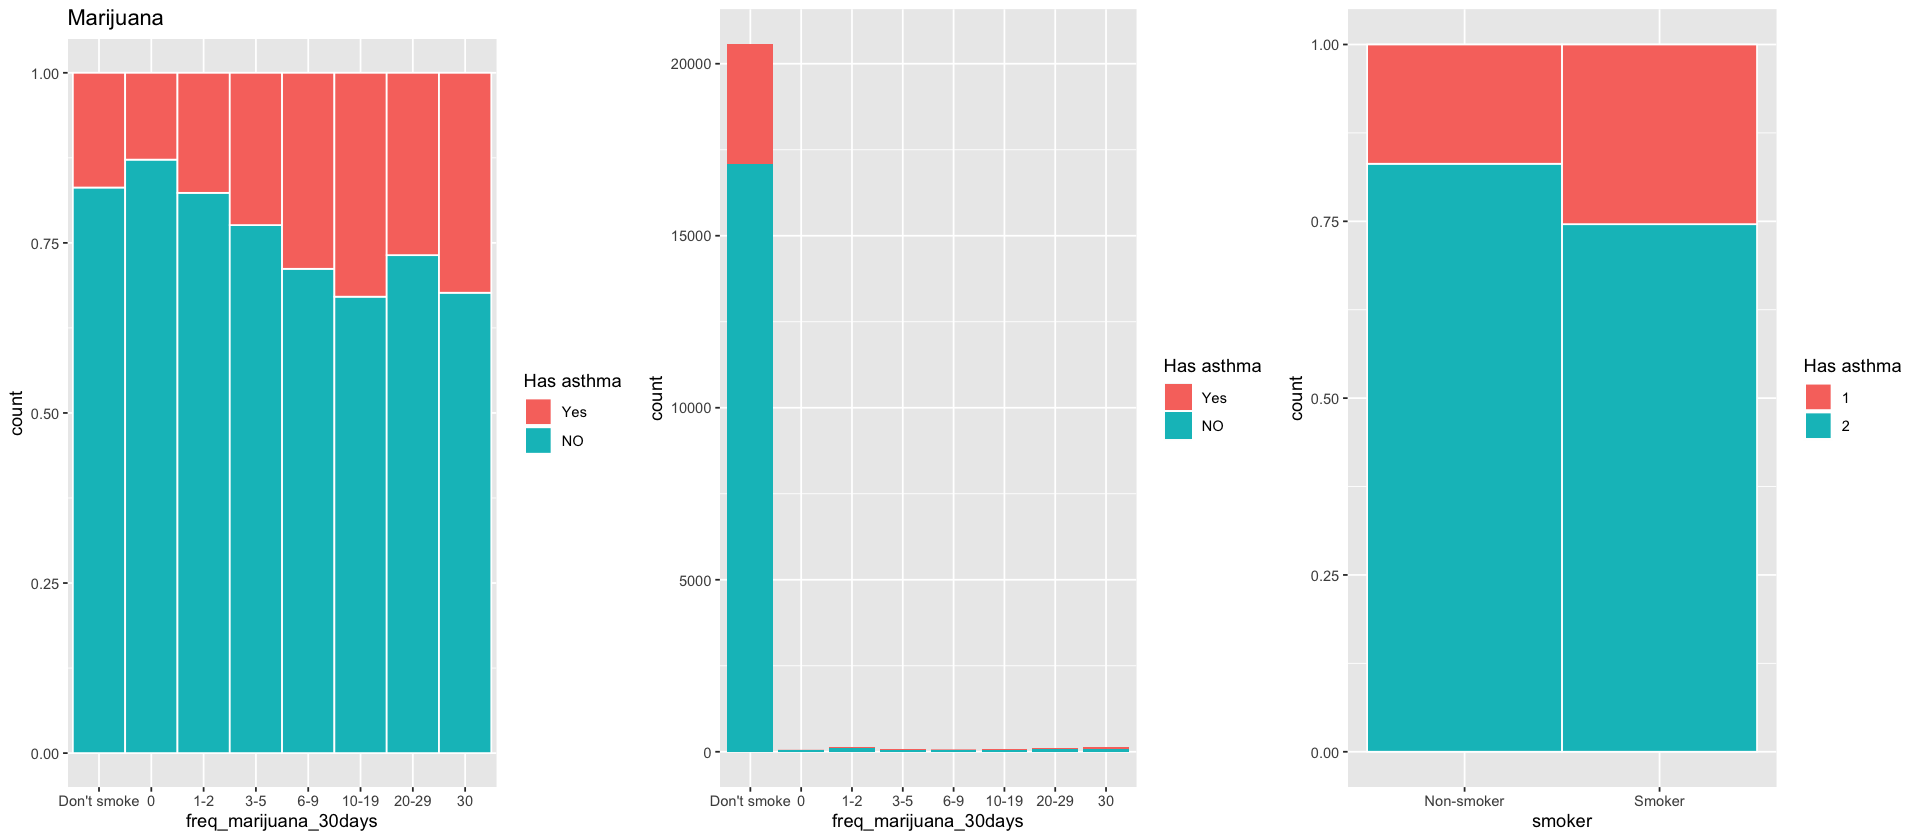 Marijuana
1.00
0.75
0.50
0.25
0.00
count
Don't smoke 0 1-2 3-5 6-9 10-19 20-29 30
freq_marijuana_30days
Has asthma
Yes
NO
20000
15000
10000
5000
0
count
Don't smoke 0 1-2 3-5 6-9 10-19 20-29 30
freq_marijuana_30days
Has asthma
Yes
NO
1.00
0.75
0.50
0.25
0.00
count
Non-smoker Smoker
smoker
Has asthma
1
2